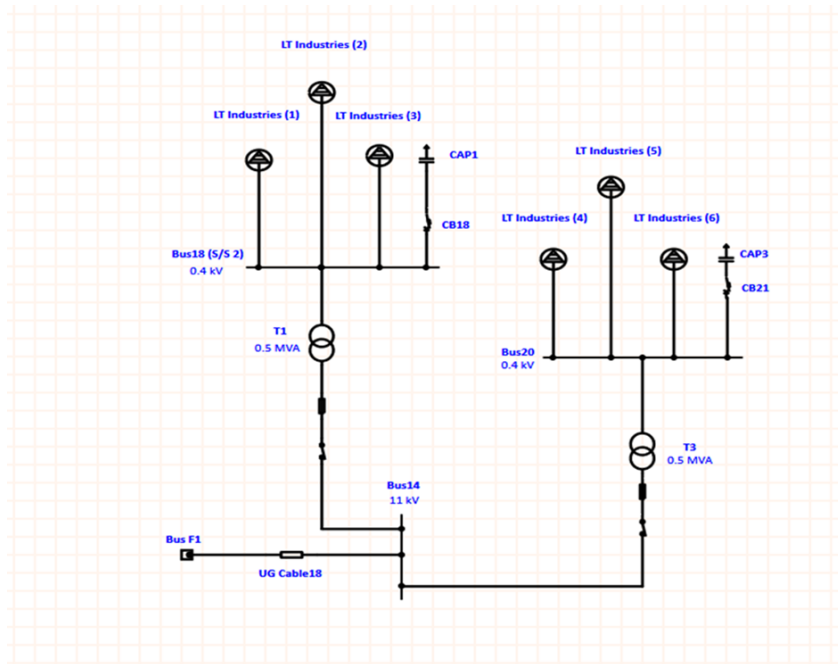 LT Industries (2)
LT Industries (1)
LT Industries (3)
CAP1
LT Industries (5)
CB18
LT Industries (4)
LT Industries (6)
Bus18 (S/S 2)
0.4 kV
CAP3
CB21
T1
0.5 MVA
Bus20
0.4 kV
T3
0.5 MVA
Bus14
11 kV
Bus F1
UG Cable18